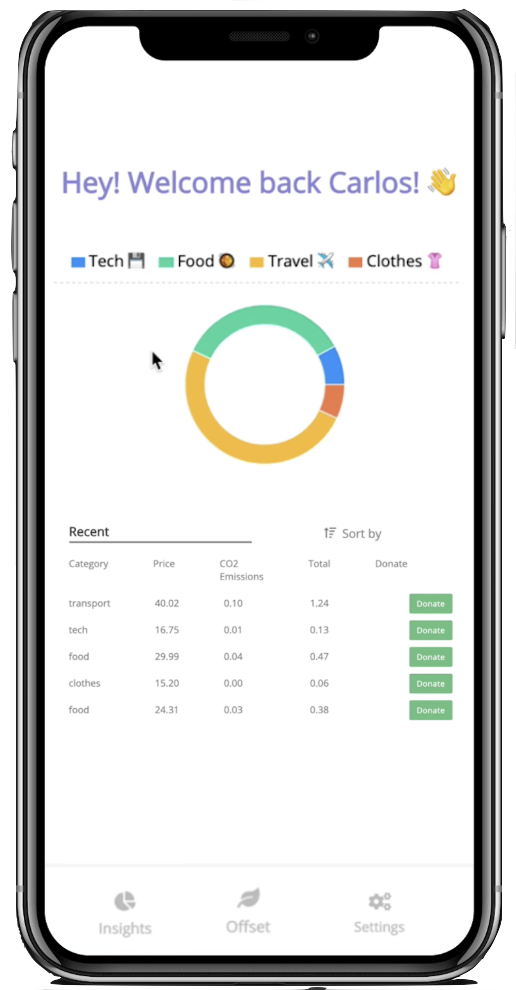 Hey! Welcome back Carlos! 👋
Tech 💾 Food 🥘 Travel ✈️ Clothes 👚
Recent Sort by
Category Price CO2 Emissions Total Donate
transport 40.02 0.10 1.24 Donate
tech 16.75 0.01 0.13 Donate
food 29.99 0.04 0.47 Donate
clothes 15.20 0.00 0.06 Donate
food 24.31 0.03 0.38 Donate
Insights Offset Settings